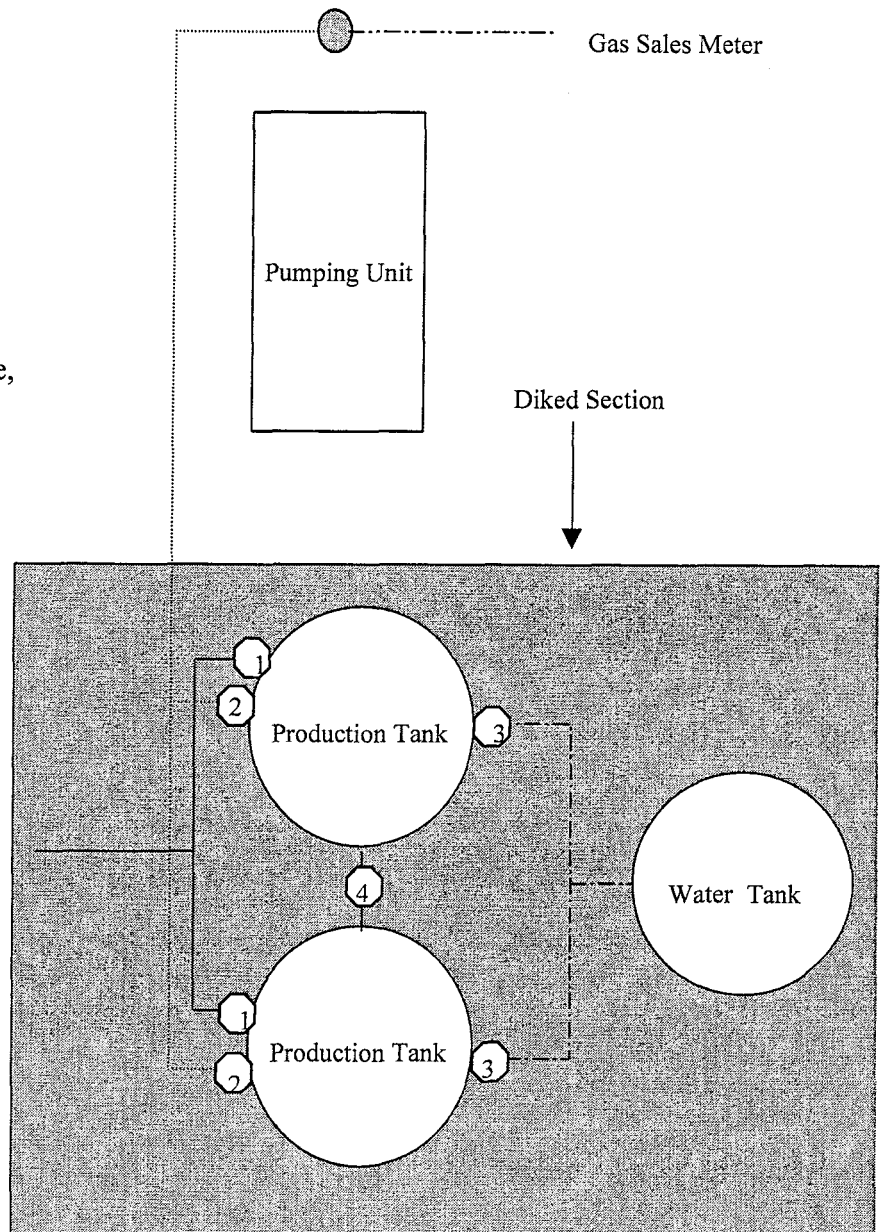 Gas Sales Meter
Pumping Unit
e,
Diked Section
1
2
Production Tank
3
4
Water Tank
1
Production Tank
3
2